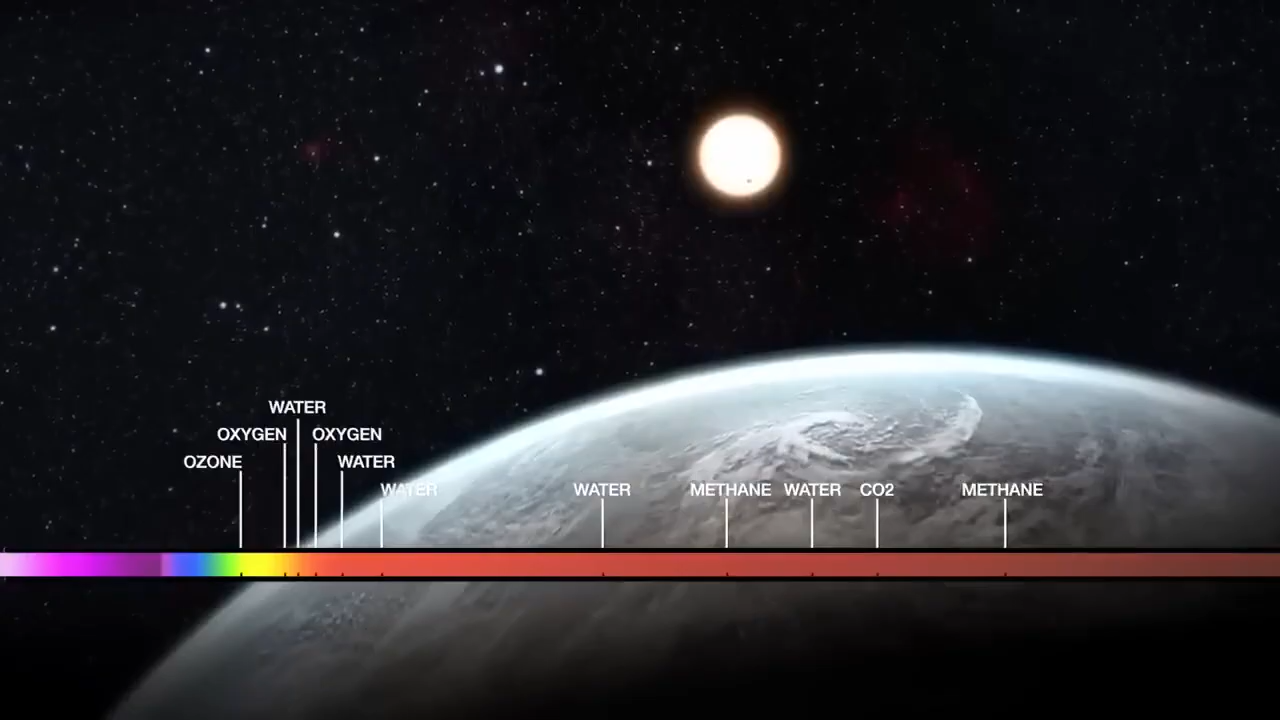 WATER
OXYGEN OXYGEN
OZONE WATER
WATER WATER METHANE WATER CO2 METHANE